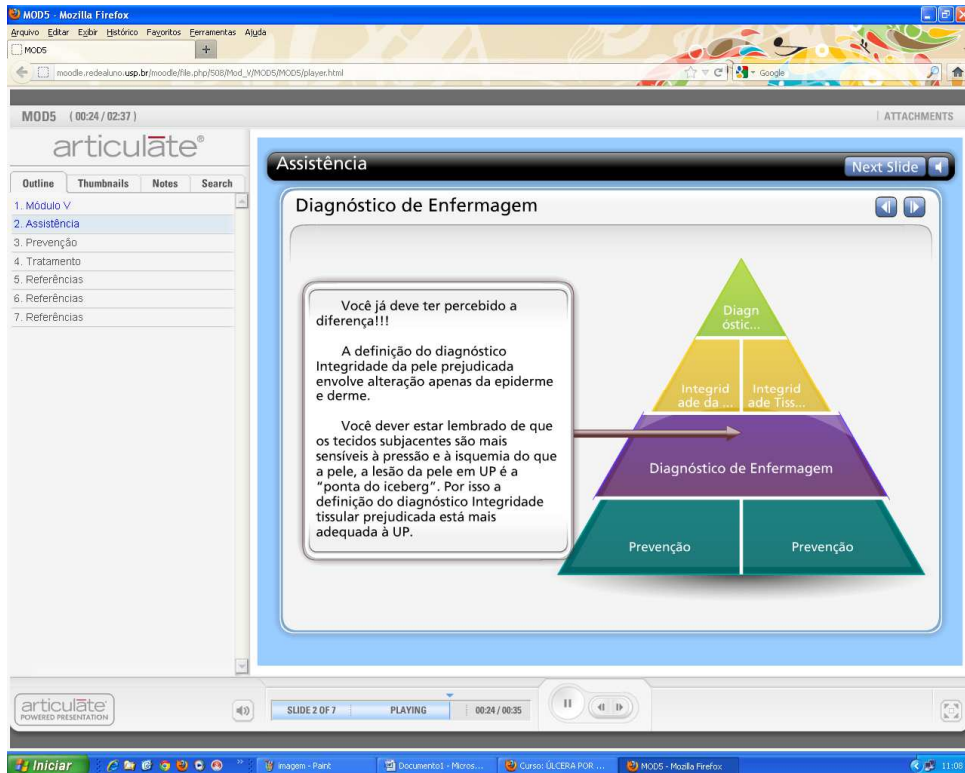 MOD5 - Mozilla Firefox
Arquivo Editar Exibir Histórico Favoritos Ferramentas Ajuda
MOD5
moodle.redealuno.usp.br/moodle/file.php/508/Mod_V/MOD5/MOD5/player.html
Google
MOD5 ( 00:24 / 02:37 )
ATTACHMENTS
articulate®
Outline Thumbnails Notes Search
1. Módulo V
2. Assistência
3. Prevenção
4. Tratamento
5. Referências
6. Referências
7. Referências
Assistência
Next Slide
Diagnóstico de Enfermagem
Você já deve ter percebido a
diferença!!!
A definição do diagnóstico
Integridade da pele prejudicada
envolve alteração apenas da epiderme
e derme.
Você dever estar lembrado de que
os tecidos subjacentes são mais
sensíveis à pressão e à isquemia do que
a pele, a lesão da pele em UP é a
"ponta do iceberg". Por isso a
definição do diagnóstico Integridade
tissular prejudicada está mais
adequada à UP.
Diagn
óstic...
Integrid
ade da ...
Integrid
ade Tiss...
Diagnóstico de Enfermagem
Prevenção
Prevenção
articulate
POWERED PRESENTATION
SLIDE 2 OF 7 PLAYING 00:24 / 00:35
Iniciar
imagem - Paint
Documento1 - Micros...
Curso: ÚLCERA POR ...
MOD5 - Mozilla Firefox
11:08